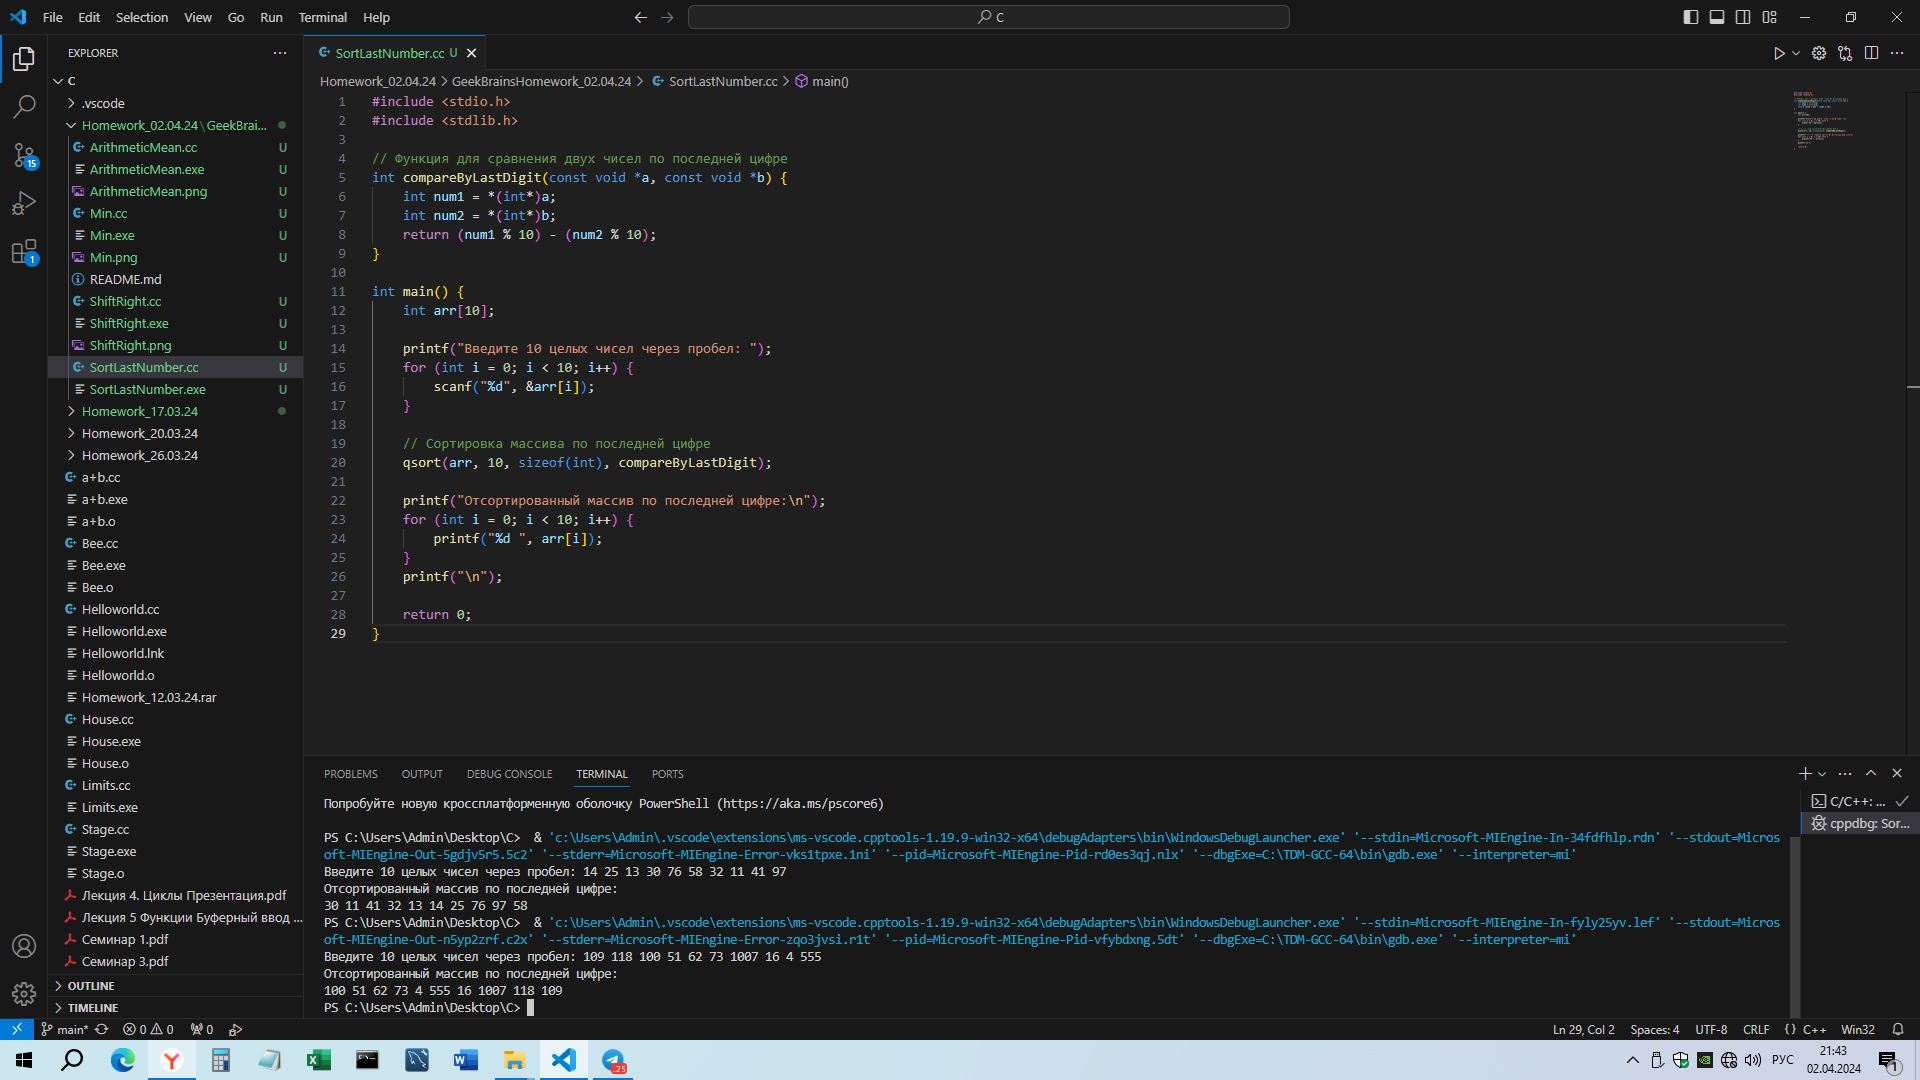 File Edit Selection View Go Run Terminal Help
C
EXPLORER
C
.vscode
Homework_02.04.24\GeekBrai...
ArithmeticMean.cc U
ArithmeticMean.exe U
ArithmeticMean.png U
Min.cc U
Min.exe U
Min.png U
README.md
ShiftRight.cc U
ShiftRight.exe U
ShiftRight.png U
SortLastNumber.cc U
SortLastNumber.exe U
Homework_17.03.24
Homework_20.03.24
Homework_26.03.24
a+b.cc
a+b.exe
a+b.o
Bee.cc
Bee.exe
Bee.o
Helloworld.cc
Helloworld.exe
Helloworld.lnk
Helloworld.o
Homework_12.03.24.rar
House.cc
House.exe
House.o
Limits.cc
Limits.exe
Stage.cc
Stage.exe
Stage.o
Лекция 4. Циклы Презентация.pdf
Лекция 5 Функции Буферный ввод ...
Семинар 1.pdf
Семинар 3.pdf
OUTLINE
TIMELINE
15
1
SortLastNumber.cc U
Homework_02.04.24 > GeekBrainsHomework_02.04.24 > SortLastNumber.cc > main()
1 #include <stdio.h>
2 #include <stdlib.h>
3
4 // Функция для сравнения двух чисел по последней цифре
5 int compareByLastDigit(const void *a, const void *b) {
6 int num1 = *(int*)a;
7 int num2 = *(int*)b;
8 return (num1 % 10) - (num2 % 10);
9 }
10
11 int main() {
12 int arr[10];
13
14 printf("Введите 10 целых чисел через пробел: ");
15 for (int i = 0; i < 10; i++) {
16 scanf("%d", &arr[i]);
17 }
18
19 // Сортировка массива по последней цифре
20 qsort(arr, 10, sizeof(int), compareByLastDigit);
21
22 printf("Отсортированный массив по последней цифре:\n");
23 for (int i = 0; i < 10; i++) {
24 printf("%d ", arr[i]);
25 }
26 printf("\n");
27
28 return 0;
29 }
PROBLEMS OUTPUT DEBUG CONSOLE TERMINAL PORTS
Попробуйте новую кроссплатформенную оболочку PowerShell (https://aka.ms/pscore6)
PS C:\Users\Admin\Desktop\C> & 'c:\Users\Admin\.vscode\extensions\ms-vscode.cpptools-1.19.9-win32-x64\debugAdapters\bin\WindowsDebugLauncher.exe' '--stdin=Microsoft-MIEngine-In-34fdfhlp.rdn' '--stdout=Micros
oft-MIEngine-Out-5gdjv5r5.5c2' '--stderr=Microsoft-MIEngine-Error-vks1tpxe.1ni' '--pid=Microsoft-MIEngine-Pid-rd0es3qj.nlx' '--dbgExe=C:\TDM-GCC-64\bin\gdb.exe' '--interpreter=mi'
Введите 10 целых чисел через пробел: 14 25 13 30 76 58 32 11 41 97
Отсортированный массив по последней цифре:
30 11 41 32 13 14 25 76 97 58
PS C:\Users\Admin\Desktop\C> & 'c:\Users\Admin\.vscode\extensions\ms-vscode.cpptools-1.19.9-win32-x64\debugAdapters\bin\WindowsDebugLauncher.exe' '--stdin=Microsoft-MIEngine-In-fyly25yv.lef' '--stdout=Micros
oft-MIEngine-Out-n5yp2zrf.c2x' '--stderr=Microsoft-MIEngine-Error-zqo3jvsi.r1t' '--pid=Microsoft-MIEngine-Pid-vfybdxng.5dt' '--dbgExe=C:\TDM-GCC-64\bin\gdb.exe' '--interpreter=mi'
Введите 10 целых чисел через пробел: 109 118 100 51 62 73 1007 16 4 555
Отсортированный массив по последней цифре:
100 51 62 73 4 555 16 1007 118 109
PS C:\Users\Admin\Desktop\C>
C/C++: ...
cppdbg: Sor...
main* 0 0 0 Ln 29, Col 2 Spaces: 4 UTF-8 CRLF {} C++ Win32
25
РУС
21:43
02.04.2024
1